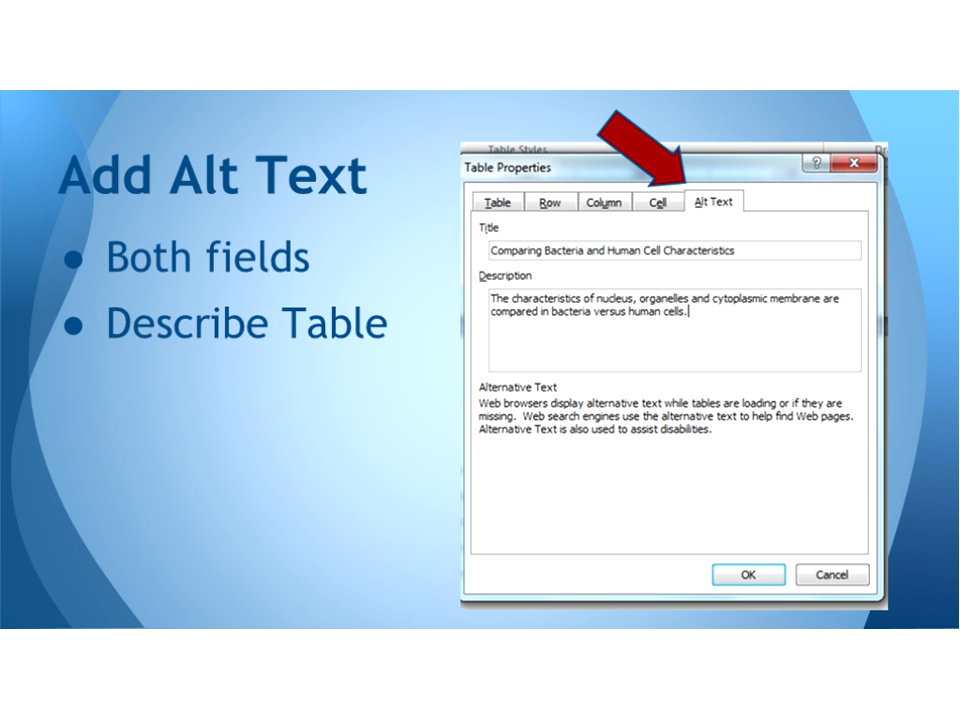 Add Alt Text
● Both fields
● Describe Table
Table Styles
Table Properties
Table Row Column Cell Alt Text
Title
Comparing Bacteria and Human Cell Characteristics
Description
The characteristics of nucleus, organelles and cytoplasmic membrane are
compared in bacteria versus human cells.
Alternative Text
Web browsers display alternative text while tables are loading or if they are
missing. Web search engines use the alternative text to help find Web pages.
Alternative Text is also used to assist disabilities.
OK Cancel